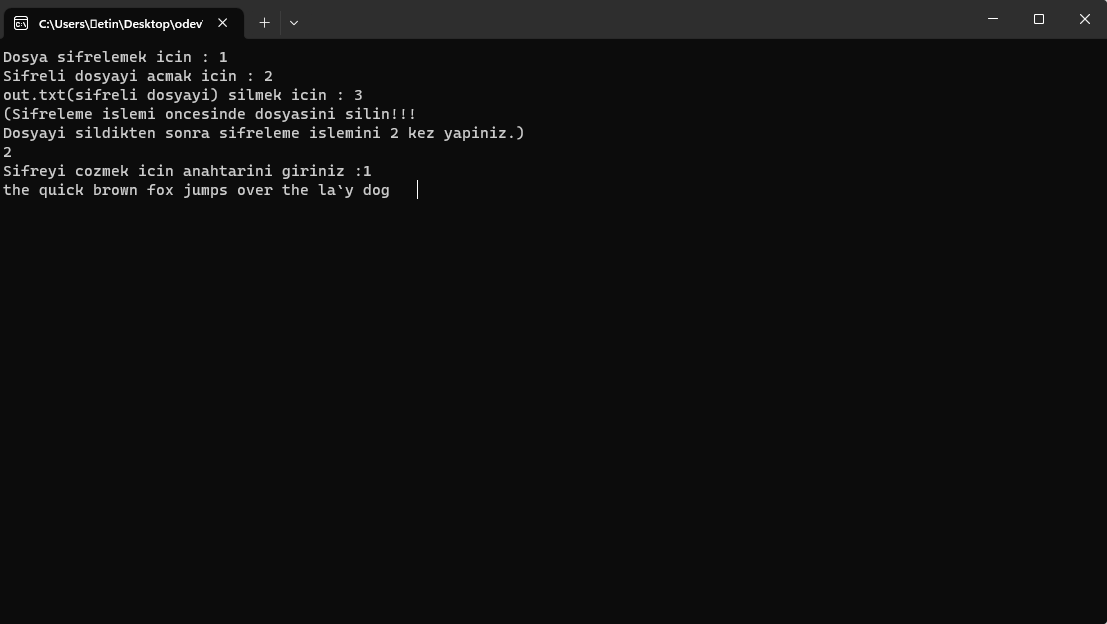 C:\Users\▯etin\Desktop\odev
Dosya sifrelemek icin : 1
Sifreli dosyayi acmak icin : 2
out.txt(sifreli dosyayi) silmek icin : 3
(Sifreleme islemi oncesinde dosyasini silin!!!
Dosyayi sildikten sonra sifreleme islemini 2 kez yapiniz.)
2
Sifreyi cozmek icin anahtarini giriniz :1
the quick brown fox jumps over the la`y dog